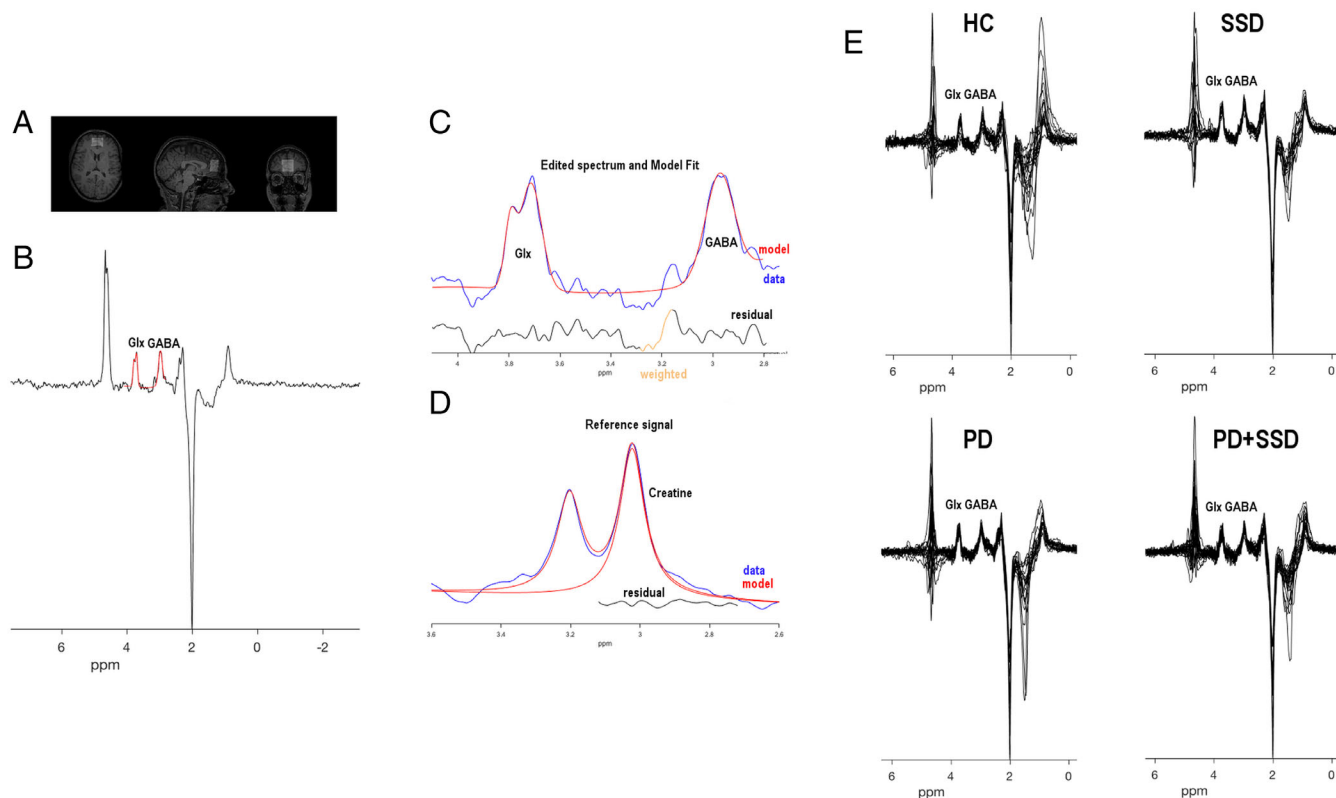 A
B
Glx GABA
6 4 2 0 -2
ppm
C
Edited spectrum and Model Fit
Glx
GABA
model
data
residual
4 3.8 3.6 3.4 3.2 3 2.8
ppm
weighted
D
Reference signal
Creatine
data
model
residual
3.6 3.2 3 2.8 2.6
ppm
E
HC
Glx GABA
6 4 2 0
ppm
SSD
Glx GABA
6 4 2 0
ppm
PD
Glx GABA
6 4 2 0
ppm
PD+SSD
Glx GABA
6 4 2 0
ppm